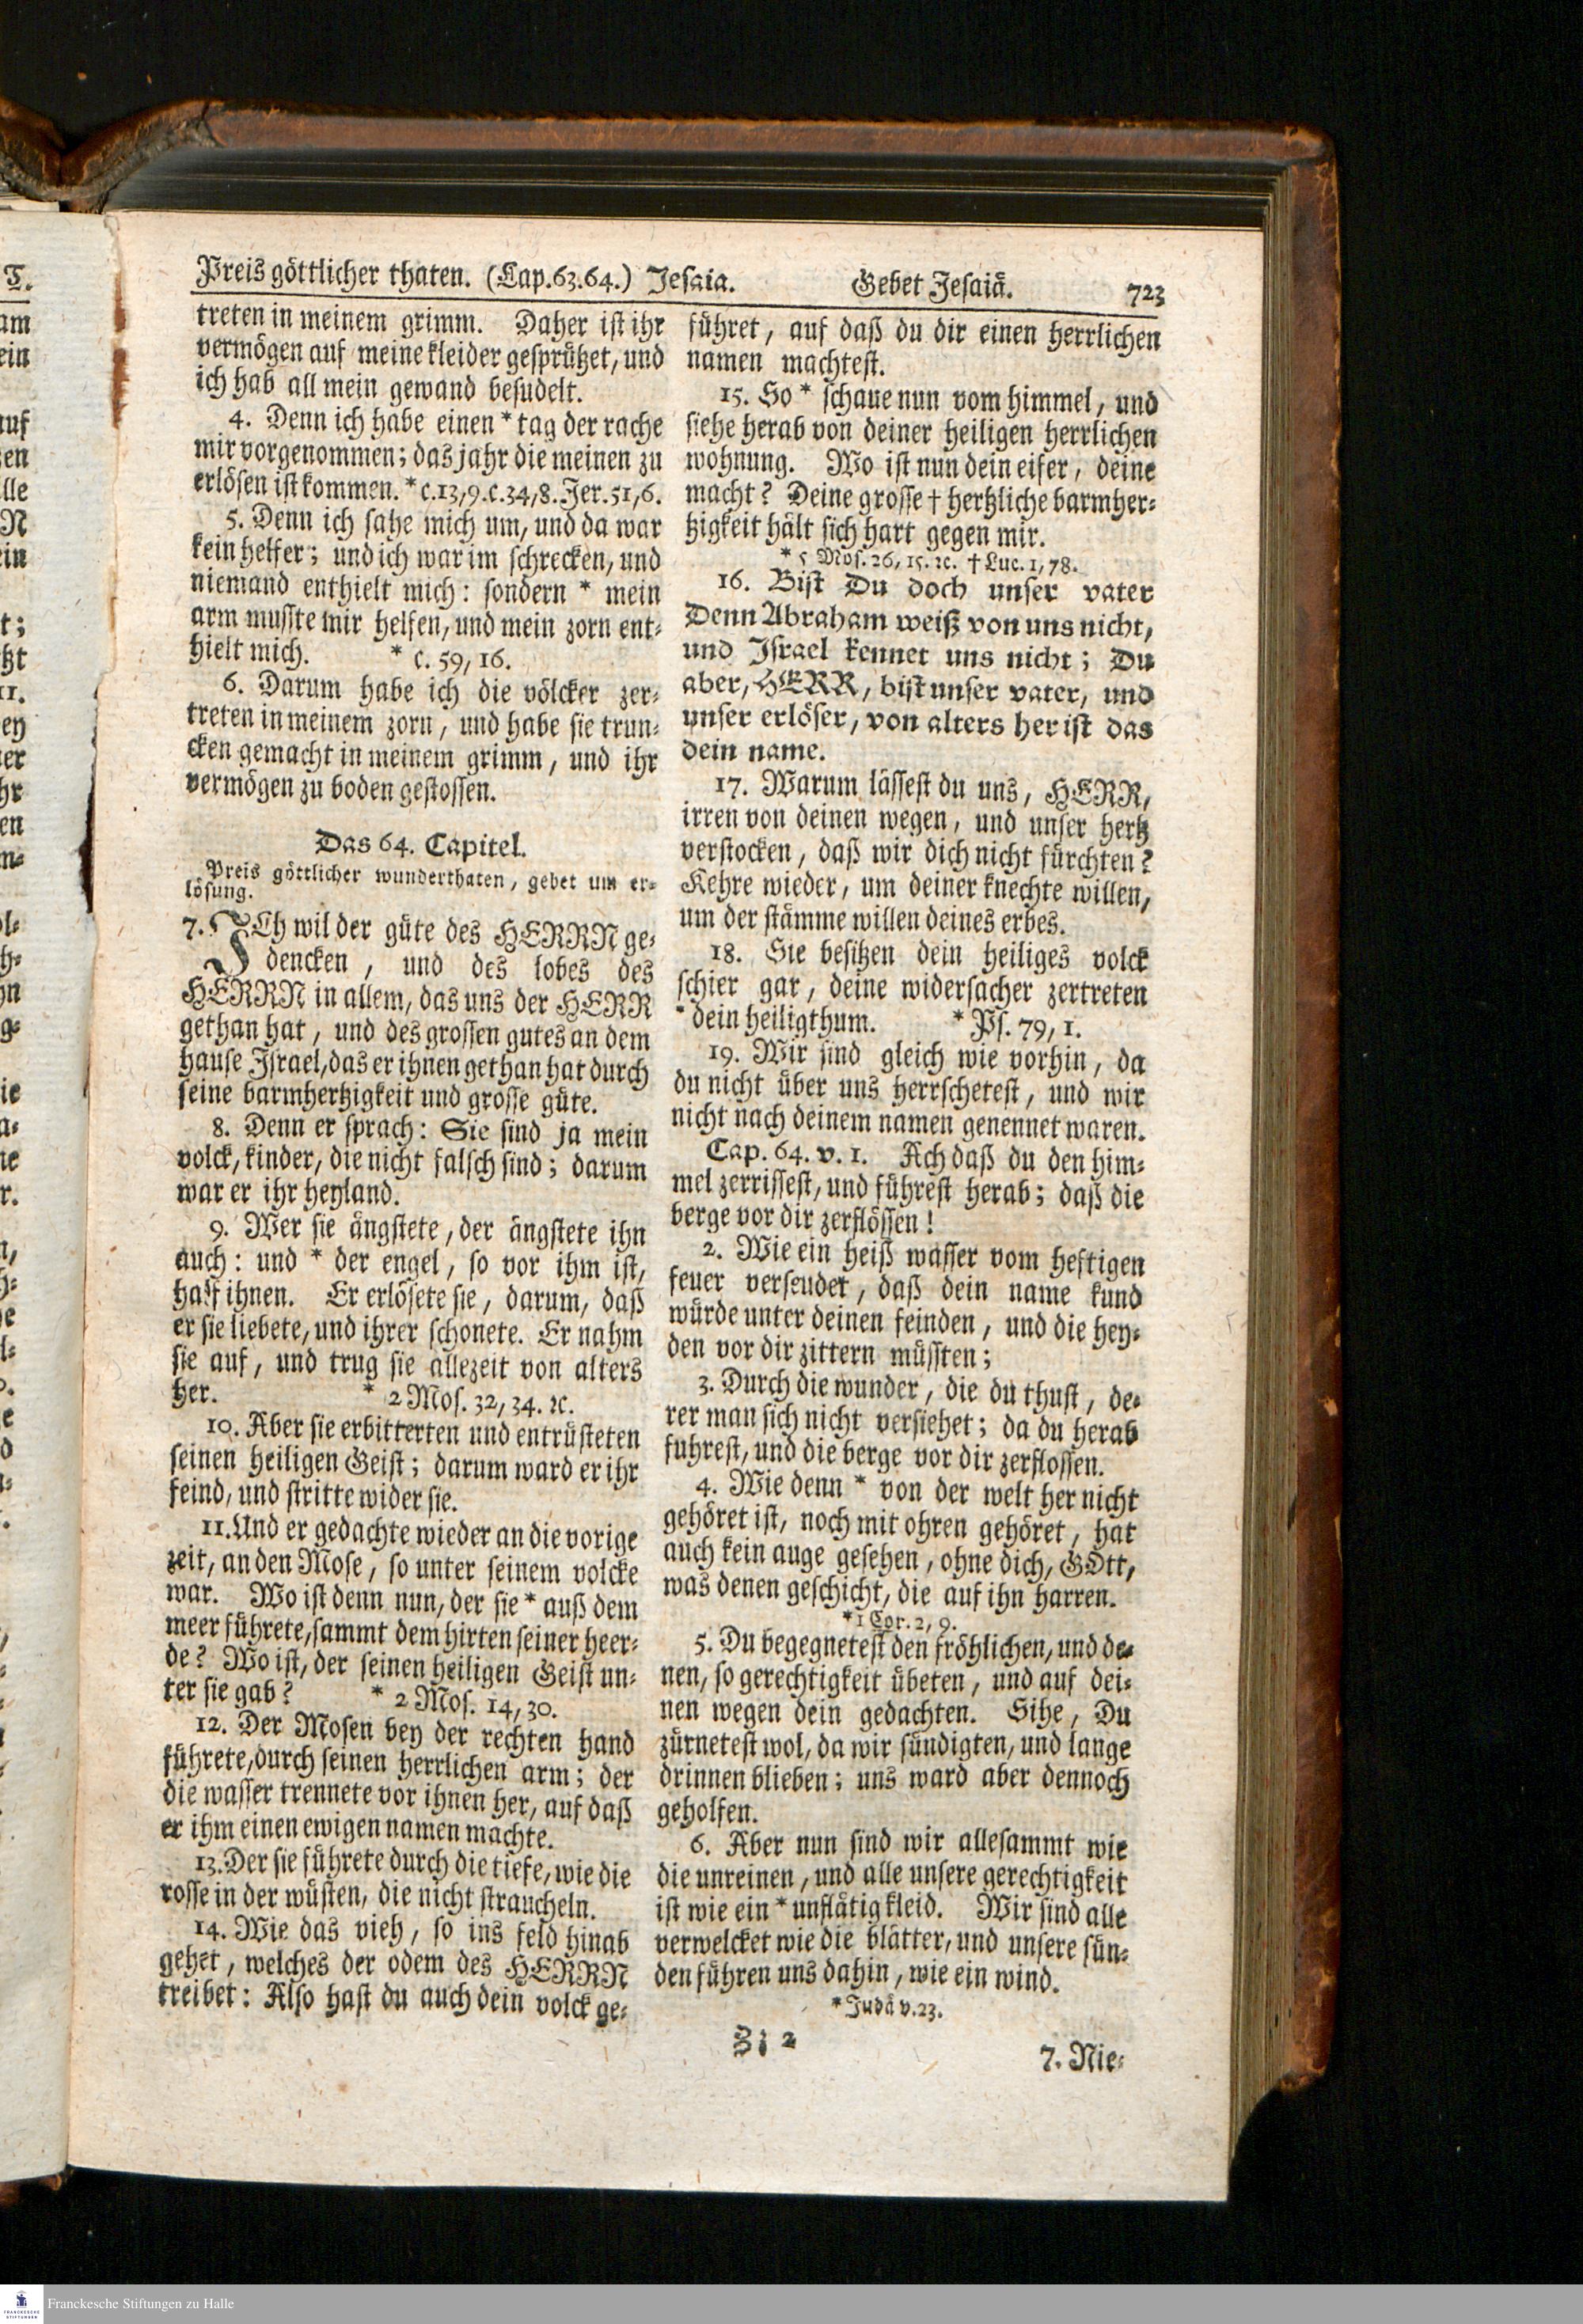 Preis göttlicher thaten. (Cap.63.64.) Jesaia. Gebet Jesaiä. 723
treten in meinem grimm. Daher ist ihr
vermögen auf meine kleider gesprützet, und
ich hab all mein gewand besudelt.
4. Denn ich habe einen * tag der rache
mir vorgenommen; das jahr die meinen zu
erlösen ist kommen. * c.13,9. c.34,8. Jer.51,6.
5. Denn ich sahe mich um, und da war
kein helfer; und ich war im schrecken, und
niemand enthielt mich: sondern * mein
arm musste mir helfen, und mein zorn ent-
hielt mich. * c. 59, 16.
6. Darum habe ich die völcker zer-
treten in meinem zorn, und habe sie trun-
cken gemacht in meinem grimm, und ihr
vermögen zu boden gestossen.
Das 64. Capitel.
Preis göttlicher wunderthaten, gebet um er-
lösung.
7. ICh wil der güte des HERRN ge-
dencken, und des lobes des
HERRN in allem, das uns der HERR
gethan hat, und des grossen gutes an dem
hause Israel, das er ihnen gethan hat durch
seine barmhertzigkeit und grosse güte.
8. Denn er sprach: Sie sind ja mein
volck, kinder, die nicht falsch sind; darum
war er ihr heyland.
9. Wer sie ängstete, der ängstete ihn
auch: und * der engel, so vor ihm ist,
half ihnen. Er erlösete sie, darum, daß
er sie liebete, und ihrer schonete. Er nahm
sie auf, und trug sie allezeit von alters
her. * 2 Mos. 32, 34. ꝛc.
10. Aber sie erbitterten und entrüsteten
seinen heiligen Geist; darum ward er ihr
feind, und stritte wider sie.
11. Und er gedachte wieder an die vorige
zeit, an den Mose, so unter seinem volcke
war. Wo ist denn nun, der sie * auß dem
meer führete, sammt dem hirten seiner heer-
de? Wo ist, der seinen heiligen Geist un-
ter sie gab? * 2 Mos. 14, 30.
12. Der Mosen bey der rechten hand
führete, durch seinen herrlichen arm; der
die wasser trennete vor ihnen her, auf daß
er ihm einen ewigen namen machte.
13. Der sie führete durch die tiefe, wie die
rosse in der wüsten, die nicht straucheln.
14. Wie das vieh, so ins feld hinab
gehet, welches der odem des HERRN
treibet: Also hast du auch dein volck ge-
führet, auf daß du dir einen herrlichen
namen machtest.
15. So * schaue nun vom himmel, und
siehe herab von deiner heiligen herrlichen
wohnung. Wo ist nun dein eifer, deine
macht? Deine grosse † hertzliche barmher-
tzigkeit hält sich hart gegen mir.
* 5 Mos. 26, 15. ꝛc. † Luc. 1, 78.
16. Bist Du doch unser vater
Denn Abraham weiß von uns nicht,
und Israel kennet uns nicht; Du
aber, HERR, bist unser vater, und
unser erlöser, von alters her ist das
dein name.
17. Warum lässest du uns, HERR,
irren von deinen wegen, und unser hertz
verstocken, daß wir dich nicht fürchten?
Kehre wieder, um deiner knechte willen,
um der stämme willen deines erbes.
18. Sie besitzen dein heiliges volck
schier gar, deine widersacher zertreten
* dein heiligthum. * Ps. 79, 1.
19. Wir sind gleich wie vorhin, da
du nicht über uns herrschetest, und wir
nicht nach deinem namen genennet waren.
Cap. 64. v. 1. Ach daß du den him-
mel zerrissest, und führest herab; daß die
berge vor dir zerflössen!
2. Wie ein heiß wasser vom heftigen
feuer verseudet, daß dein name kund
würde unter deinen feinden, und die hey-
den vor dir zittern müssten;
3. Durch die wunder, die du thust, de-
rer man sich nicht versiehet; da du herab
fuhrest, und die berge vor dir zerflossen.
4. Wie denn * von der welt her nicht
gehöret ist, noch mit ohren gehöret, hat
auch kein auge gesehen, ohne dich, GOtt,
was denen geschicht, die auf ihn harren.
* 1 Cor. 2, 9.
5. Du begegnetest den fröhlichen, und de-
nen, so gerechtigkeit übeten, und auf dei-
nen wegen dein gedachten. Sihe, Du
zürnetest wol, da wir sündigten, und lange
drinnen blieben; uns ward aber dennoch
geholfen.
6. Aber nun sind wir allesammt wie
die unreinen, und alle unsere gerechtigkeit
ist wie ein * unflätig kleid. Wir sind alle
verwelcket wie die blätter, und unsere sün-
den führen uns dahin, wie ein wind.
* Judä v.23.
Zz 2
7. Nie-
Franckesche Stiftungen zu Halle